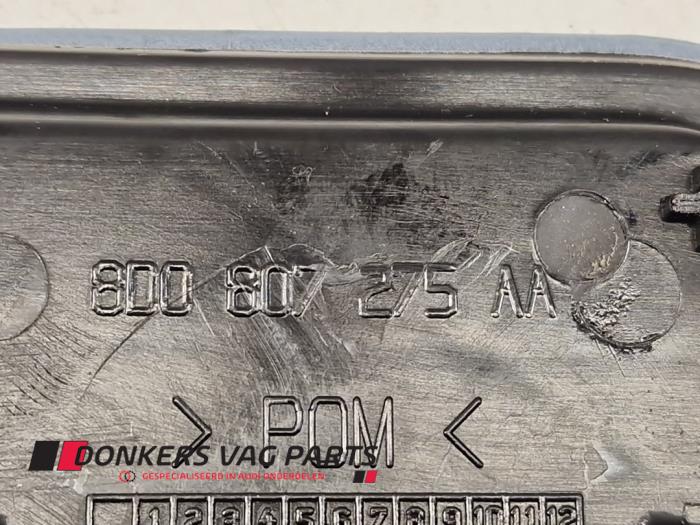 8D0 807 275 AA
> POM <
DONKERS VAG PARTS
GESPECIALISEERD IN AUDI ONDERDELEN
1 2 3 4 5 6 7 8 9 10 11 12